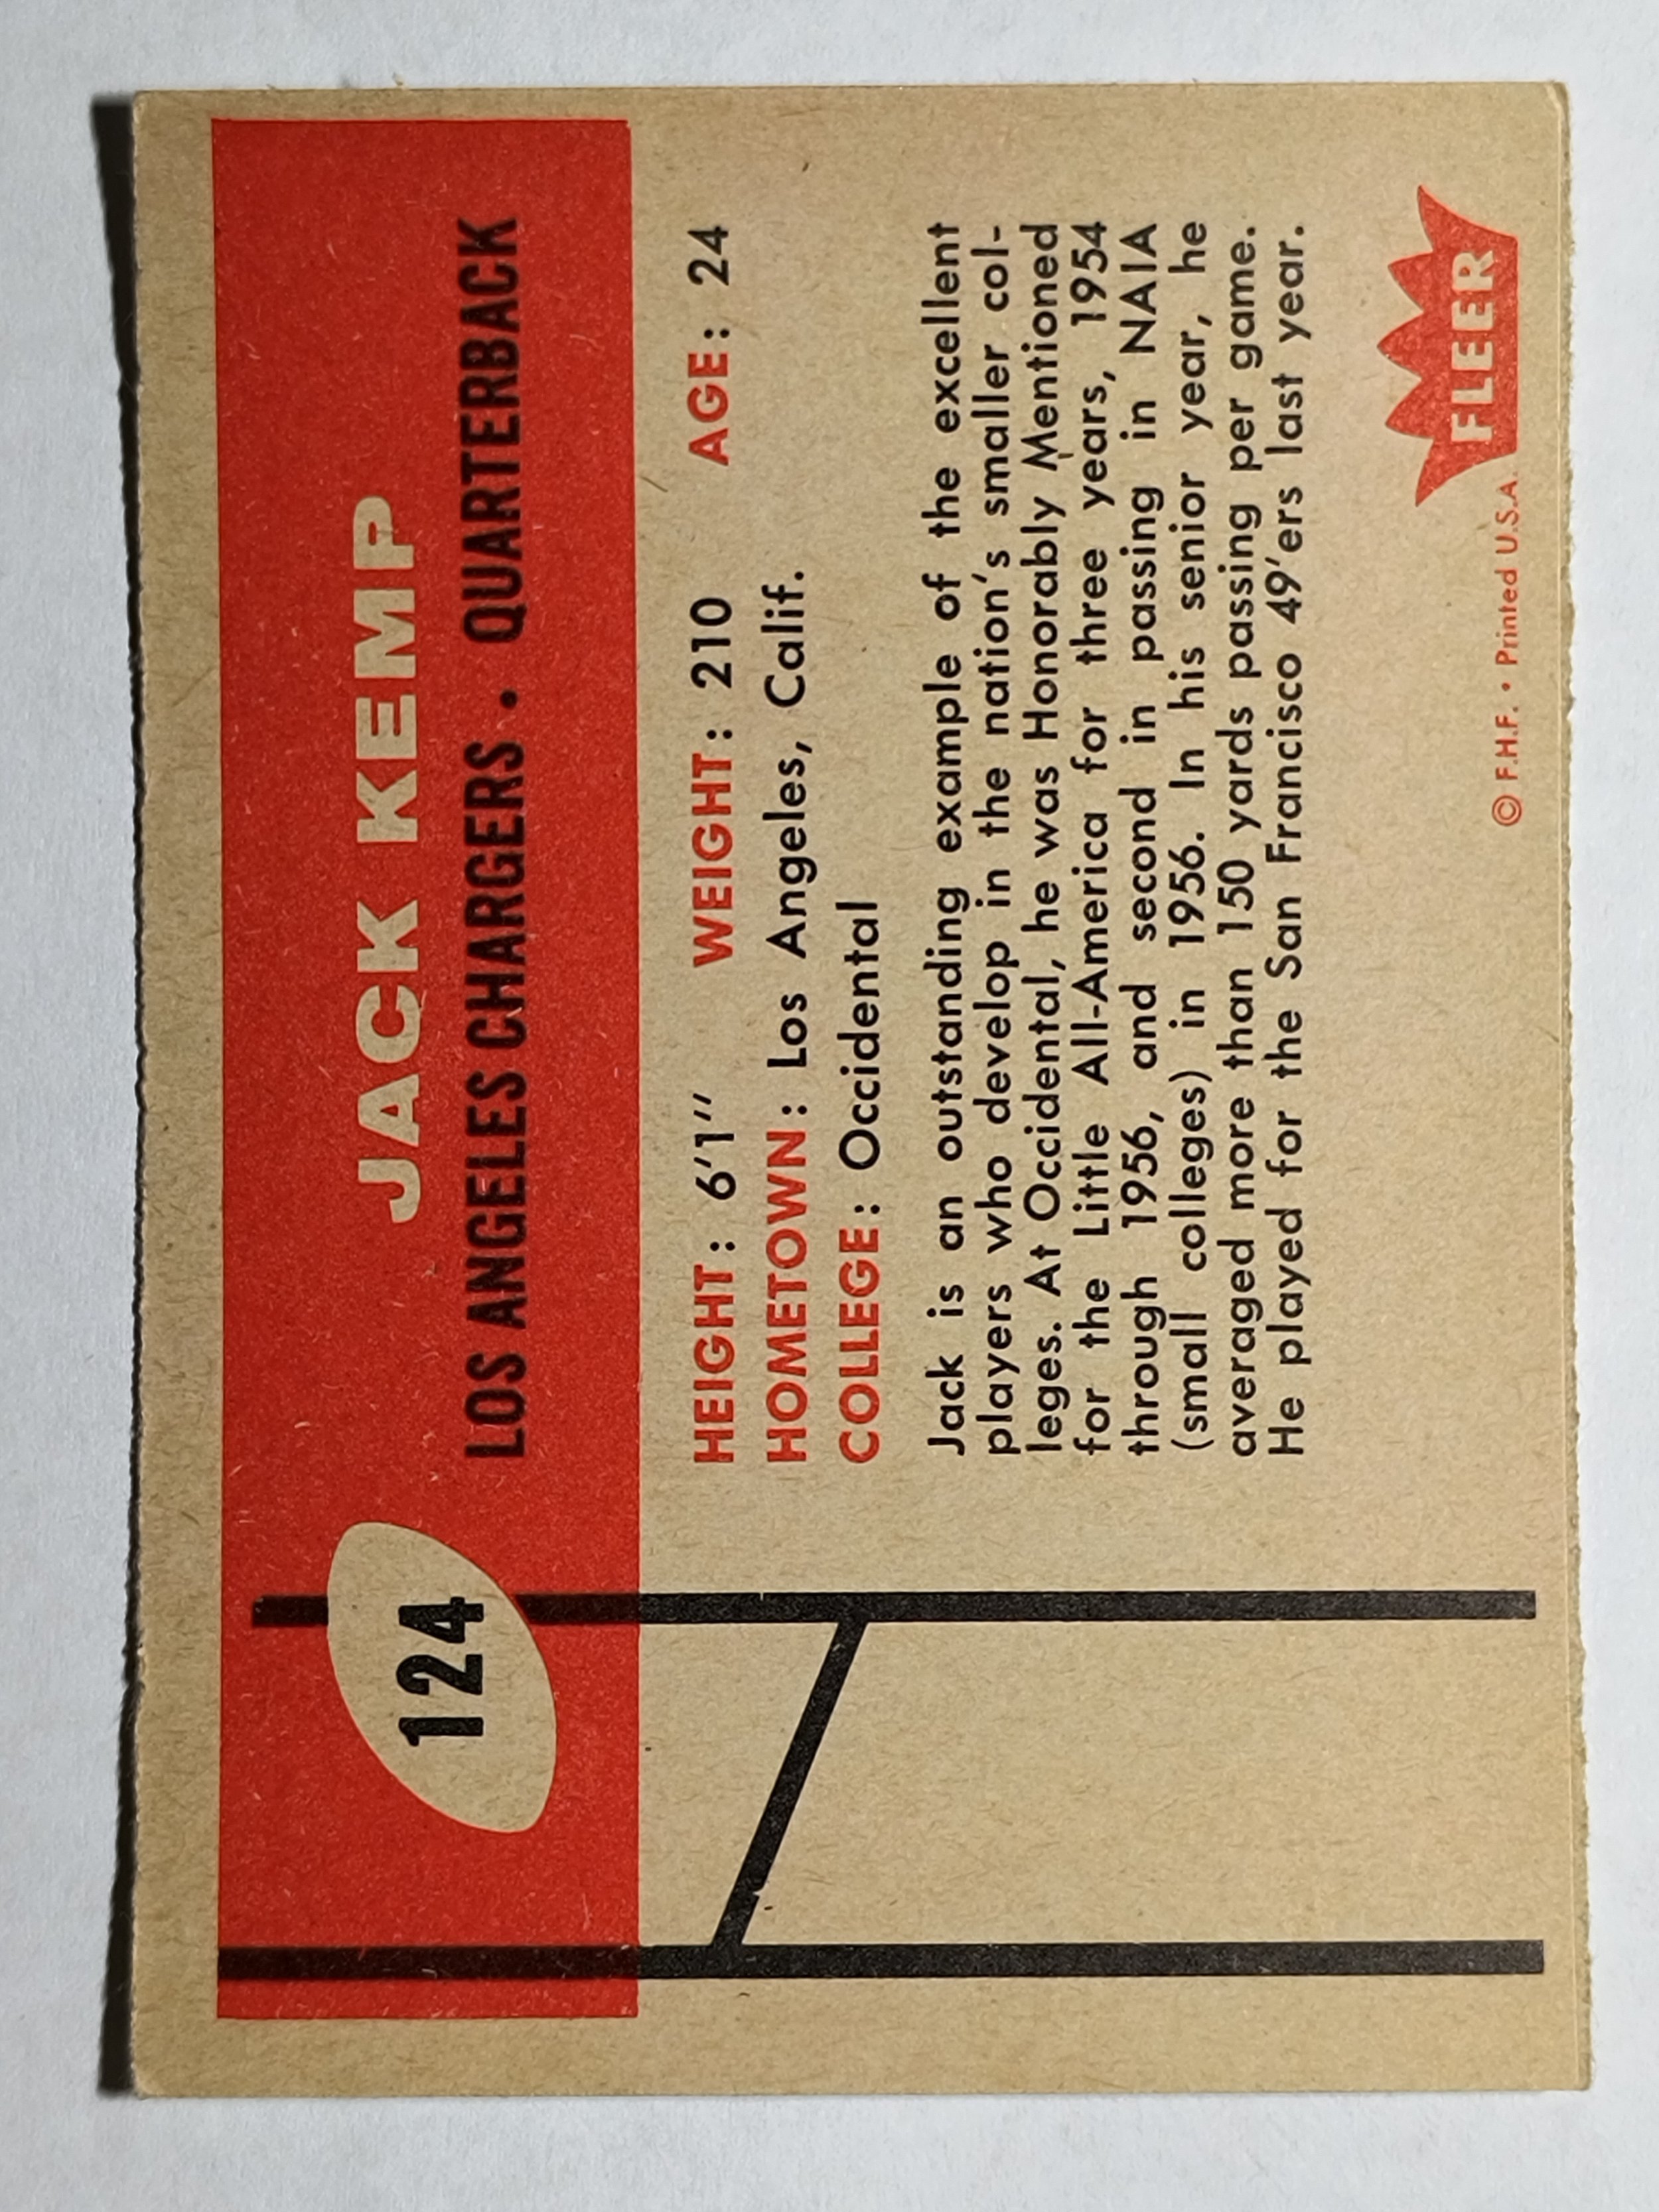 124
JACK KEMP
LOS ANGELES CHARGERS . QUARTERBACK
HEIGHT: 6'1" WEIGHT: 210 AGE: 24
HOMETOWN: Los Angeles, Calif.
COLLEGE: Occidental
Jack is an outstanding example of the excellent
players who develop in the nation's smaller col-
leges. At Occidental, he was Honorably Mentioned
for the Little All-America for three years, 1954
through 1956, and second in passing in NAIA
(small colleges) in 1956. In his senior year, he
averaged more than 150 yards passing per game.
He played for the San Francisco 49'ers last year.
FLEER
© F.H.F. • Printed U.S.A.